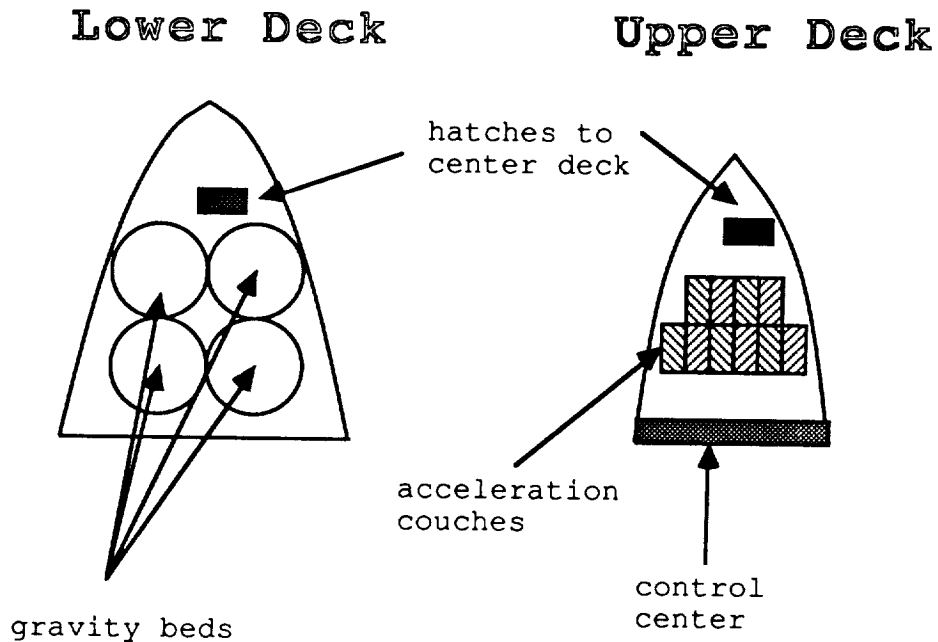 Lower Deck
Upper Deck
hatches to
center deck
acceleration
couches
control
center
gravity beds